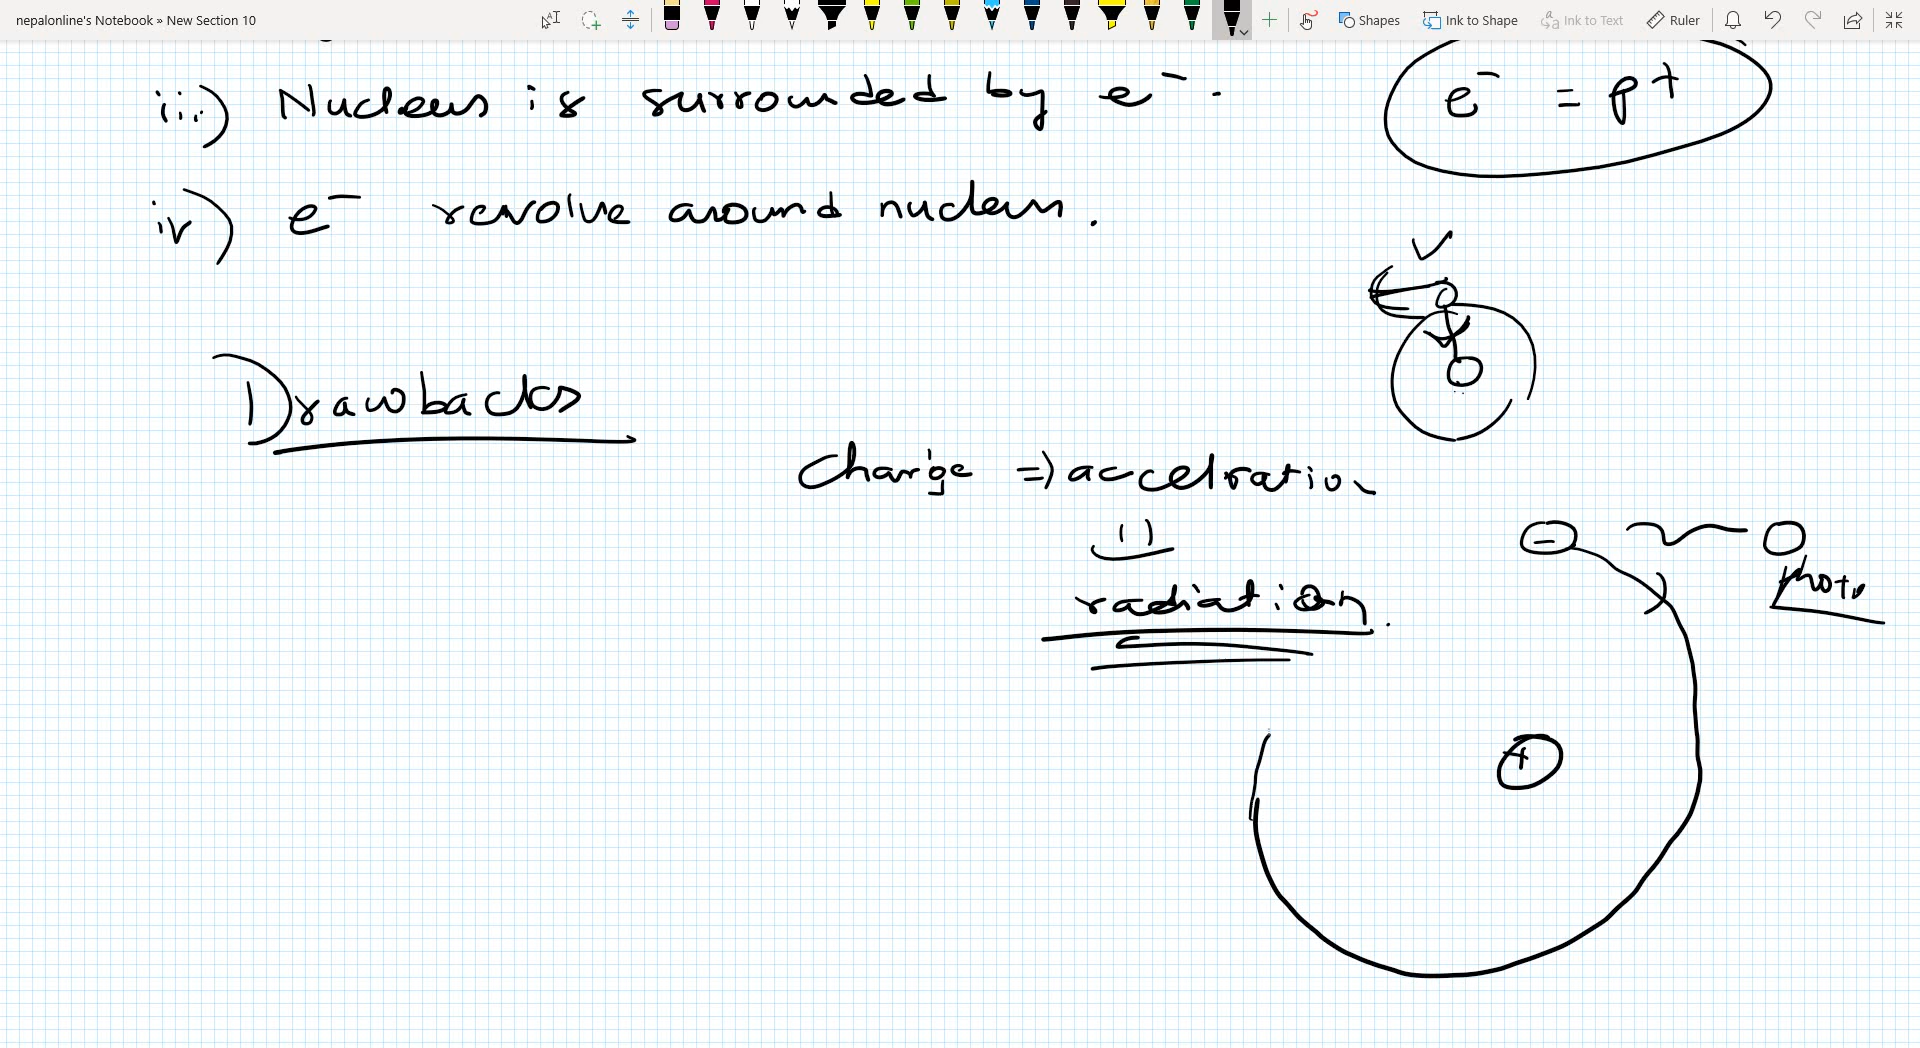 nepalonline's Notebook » New Section 10
Shapes
Ink to Shape
Ink to Text
Ruler
iii) Nucleus is surrounded by e⁻.
e⁻ = p⁺
iv) e⁻ revolve around nucleus.
V
Drawbacks
Charge => accelration
radiation.
−
+